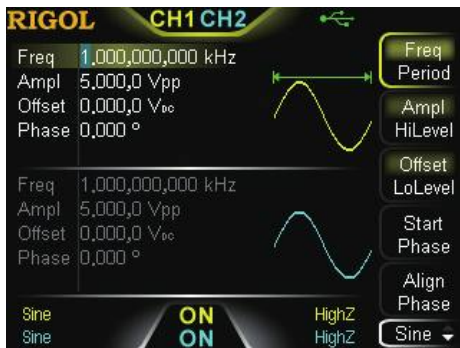 RIGOL CH1 CH2
Freq 1.000,000,000 kHz
Ampl 5.000,0 Vpp
Offset 0.000,0 VDC
Phase 0.000 °
Freq 1.000,000,000 kHz
Ampl 5.000,0 Vpp
Offset 0.000,0 VDC
Phase 0.000 °
Sine ON HighZ
Sine ON HighZ
Freq
Period
Ampl
HiLevel
Offset
LoLevel
Start
Phase
Align
Phase
Sine